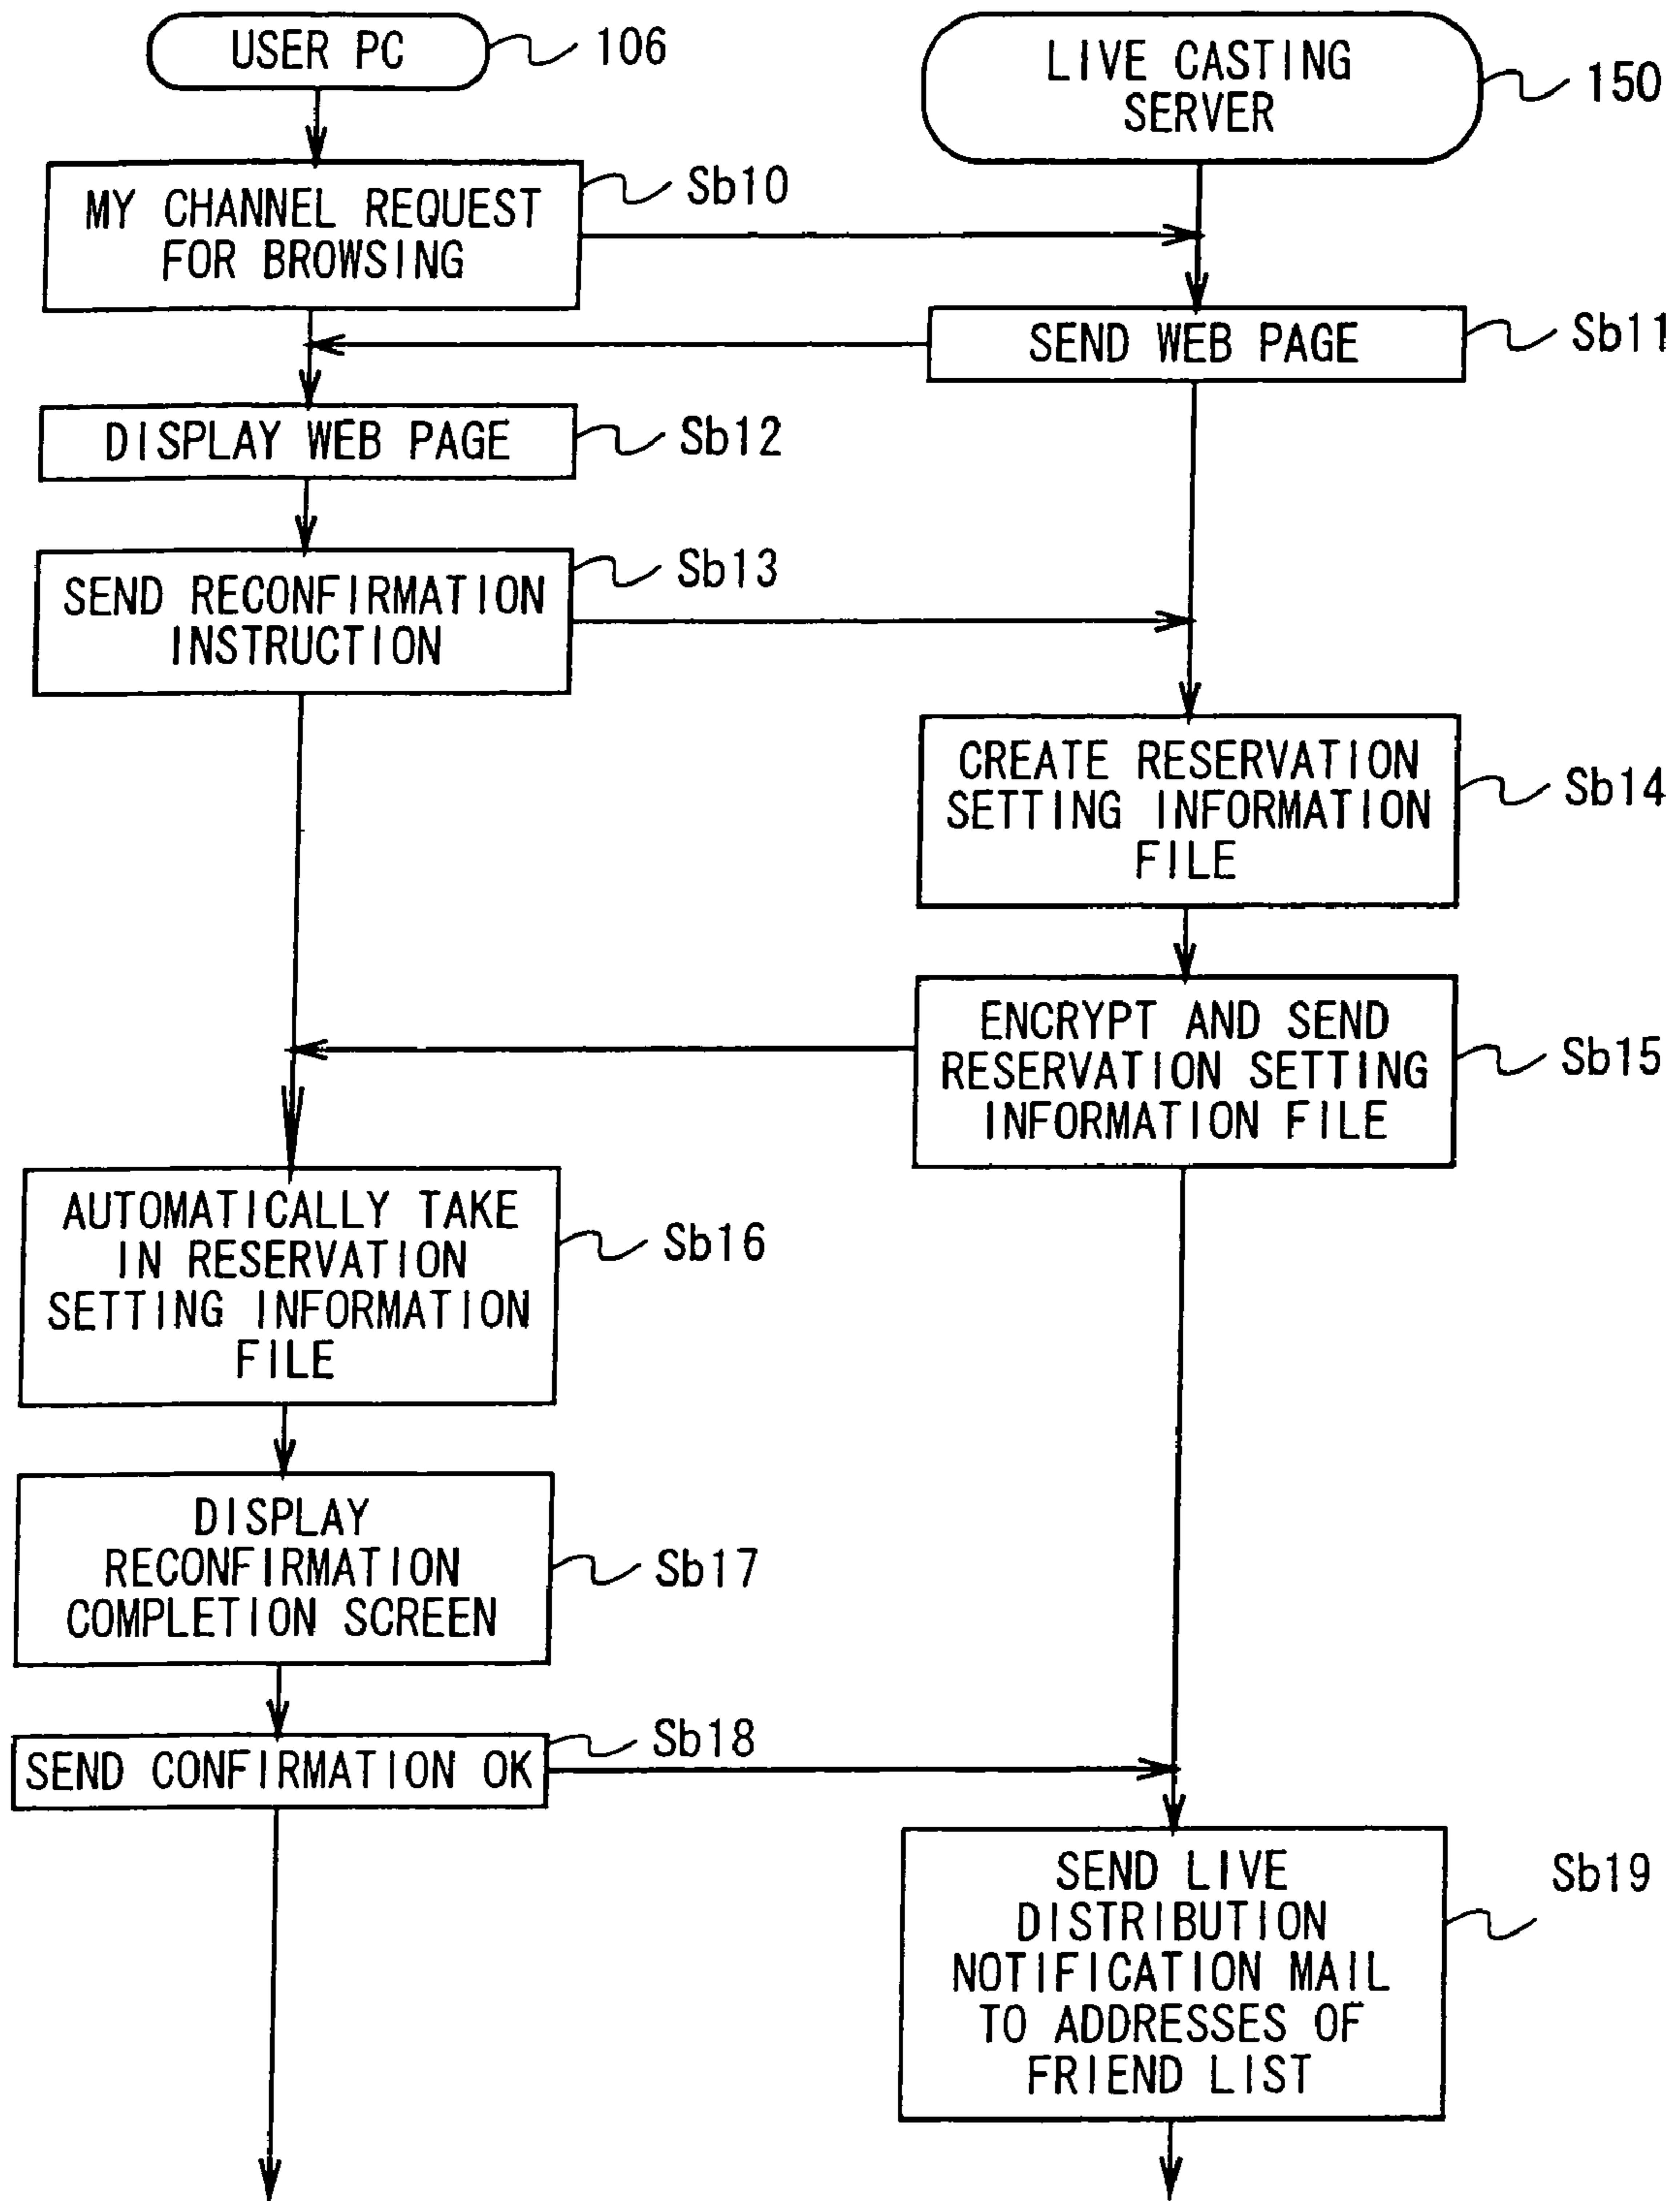 USER PC
106
LIVE CASTING
SERVER
150
MY CHANNEL REQUEST
FOR BROWSING
Sb10
SEND WEB PAGE
Sb11
DISPLAY WEB PAGE
Sb12
SEND RECONFIRMATION
INSTRUCTION
Sb13
CREATE RESERVATION
SETTING INFORMATION
FILE
Sb14
ENCRYPT AND SEND
RESERVATION SETTING
INFORMATION FILE
Sb15
AUTOMATICALLY TAKE
IN RESERVATION
SETTING INFORMATION
FILE
Sb16
DISPLAY
RECONFIRMATION
COMPLETION SCREEN
Sb17
SEND CONFIRMATION OK
Sb18
SEND LIVE
DISTRIBUTION
NOTIFICATION MAIL
TO ADDRESSES OF
FRIEND LIST
Sb19